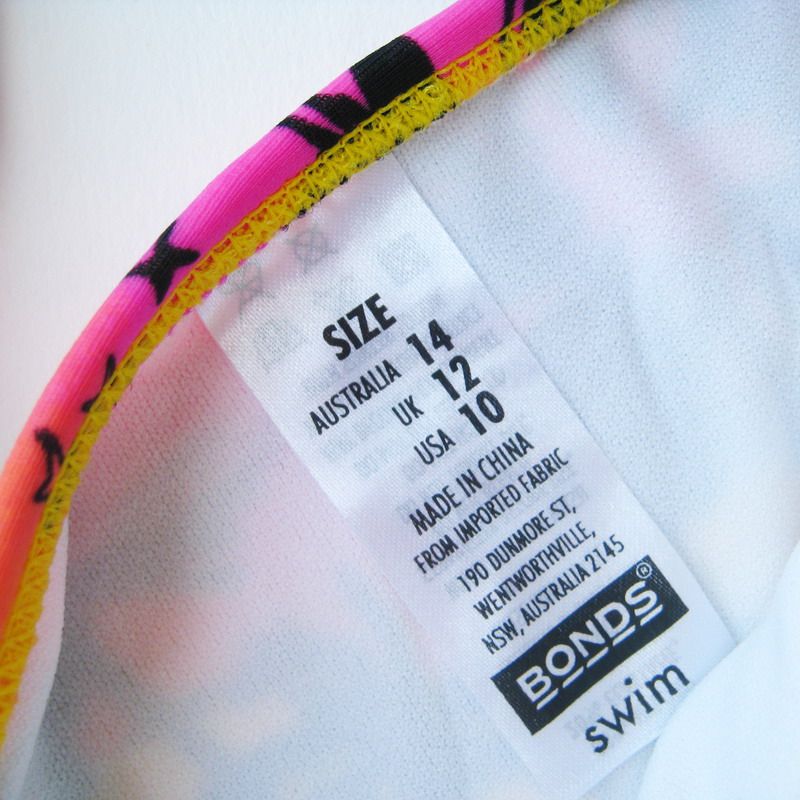 SIZE
AUSTRALIA 14
UK 12
USA 10
MADE IN CHINA
FROM IMPORTED FABRIC
190 DUNMORE ST,
WENTWORTHVILLE,
NSW, AUSTRALIA 2145
BONDS®
swim